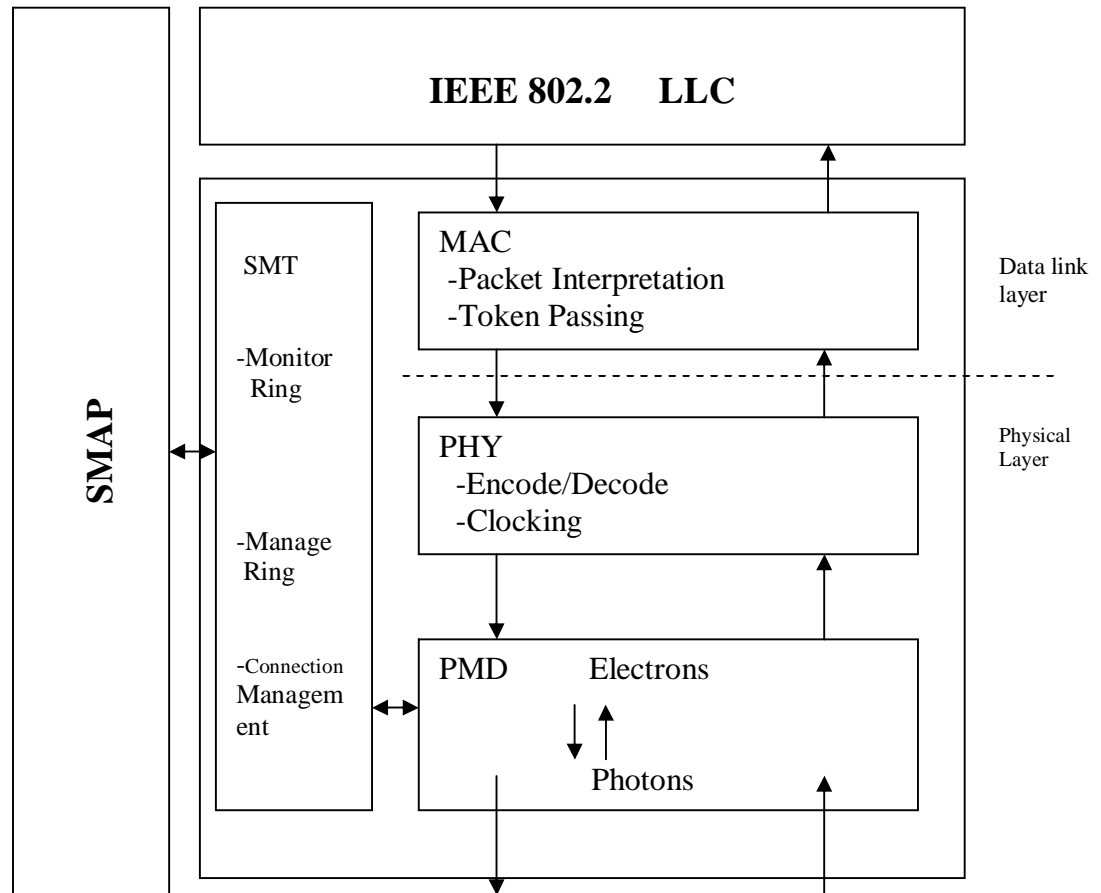 IEEE 802.2 LLC
SMAP
SMT
-Monitor
Ring
-Manage
Ring
-Connection
Managem
ent
MAC
-Packet Interpretation
-Token Passing
PHY
-Encode/Decode
-Clocking
PMD Electrons
Photons
Data link
layer
Physical
Layer